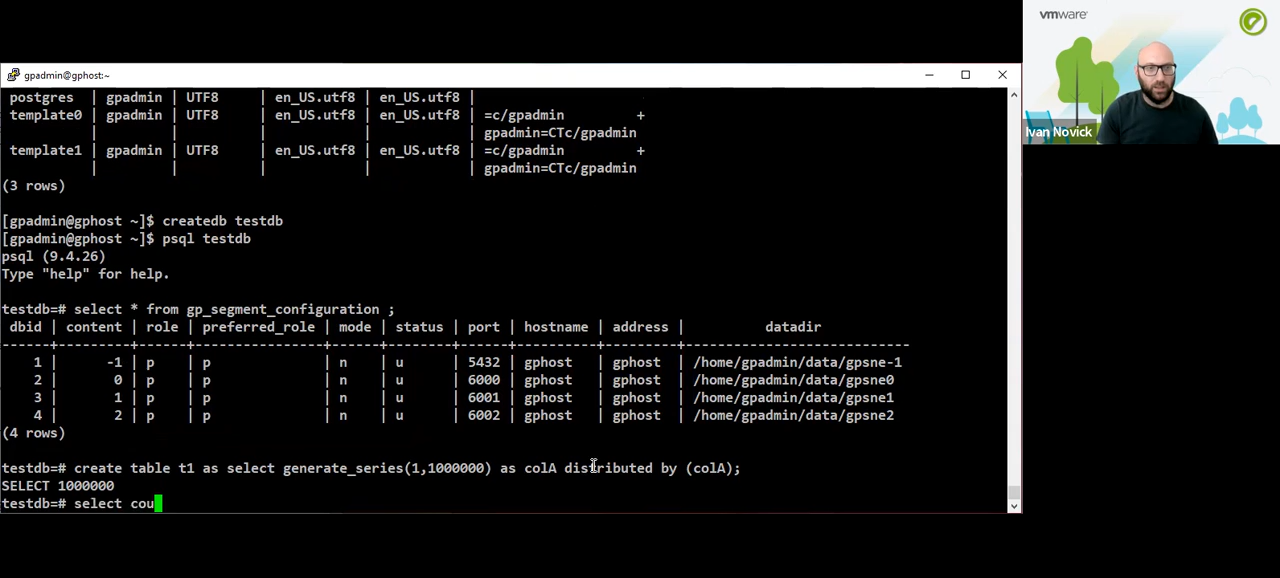 gpadmin@gphost:~
postgres | gpadmin | UTF8 | en_US.utf8 | en_US.utf8 |
template0 | gpadmin | UTF8 | en_US.utf8 | en_US.utf8 | =c/gpadmin +
| | | | | gpadmin=CTc/gpadmin
template1 | gpadmin | UTF8 | en_US.utf8 | en_US.utf8 | =c/gpadmin +
| | | | | gpadmin=CTc/gpadmin
(3 rows)
[gpadmin@gphost ~]$ createdb testdb
[gpadmin@gphost ~]$ psql testdb
psql (9.4.26)
Type "help" for help.
testdb=# select * from gp_segment_configuration ;
dbid | content | role | preferred_role | mode | status | port | hostname | address | datadir
------+---------+------+----------------+------+--------+------+----------+---------+---------------------------
1 | -1 | p | p | n | u | 5432 | gphost | gphost | /home/gpadmin/data/gpsne-1
2 | 0 | p | p | n | u | 6000 | gphost | gphost | /home/gpadmin/data/gpsne0
3 | 1 | p | p | n | u | 6001 | gphost | gphost | /home/gpadmin/data/gpsne1
4 | 2 | p | p | n | u | 6002 | gphost | gphost | /home/gpadmin/data/gpsne2
(4 rows)
testdb=# create table t1 as select generate_series(1,1000000) as colA distributed by (colA);
SELECT 1000000
testdb=# select cou
vmware
Ivan Novick